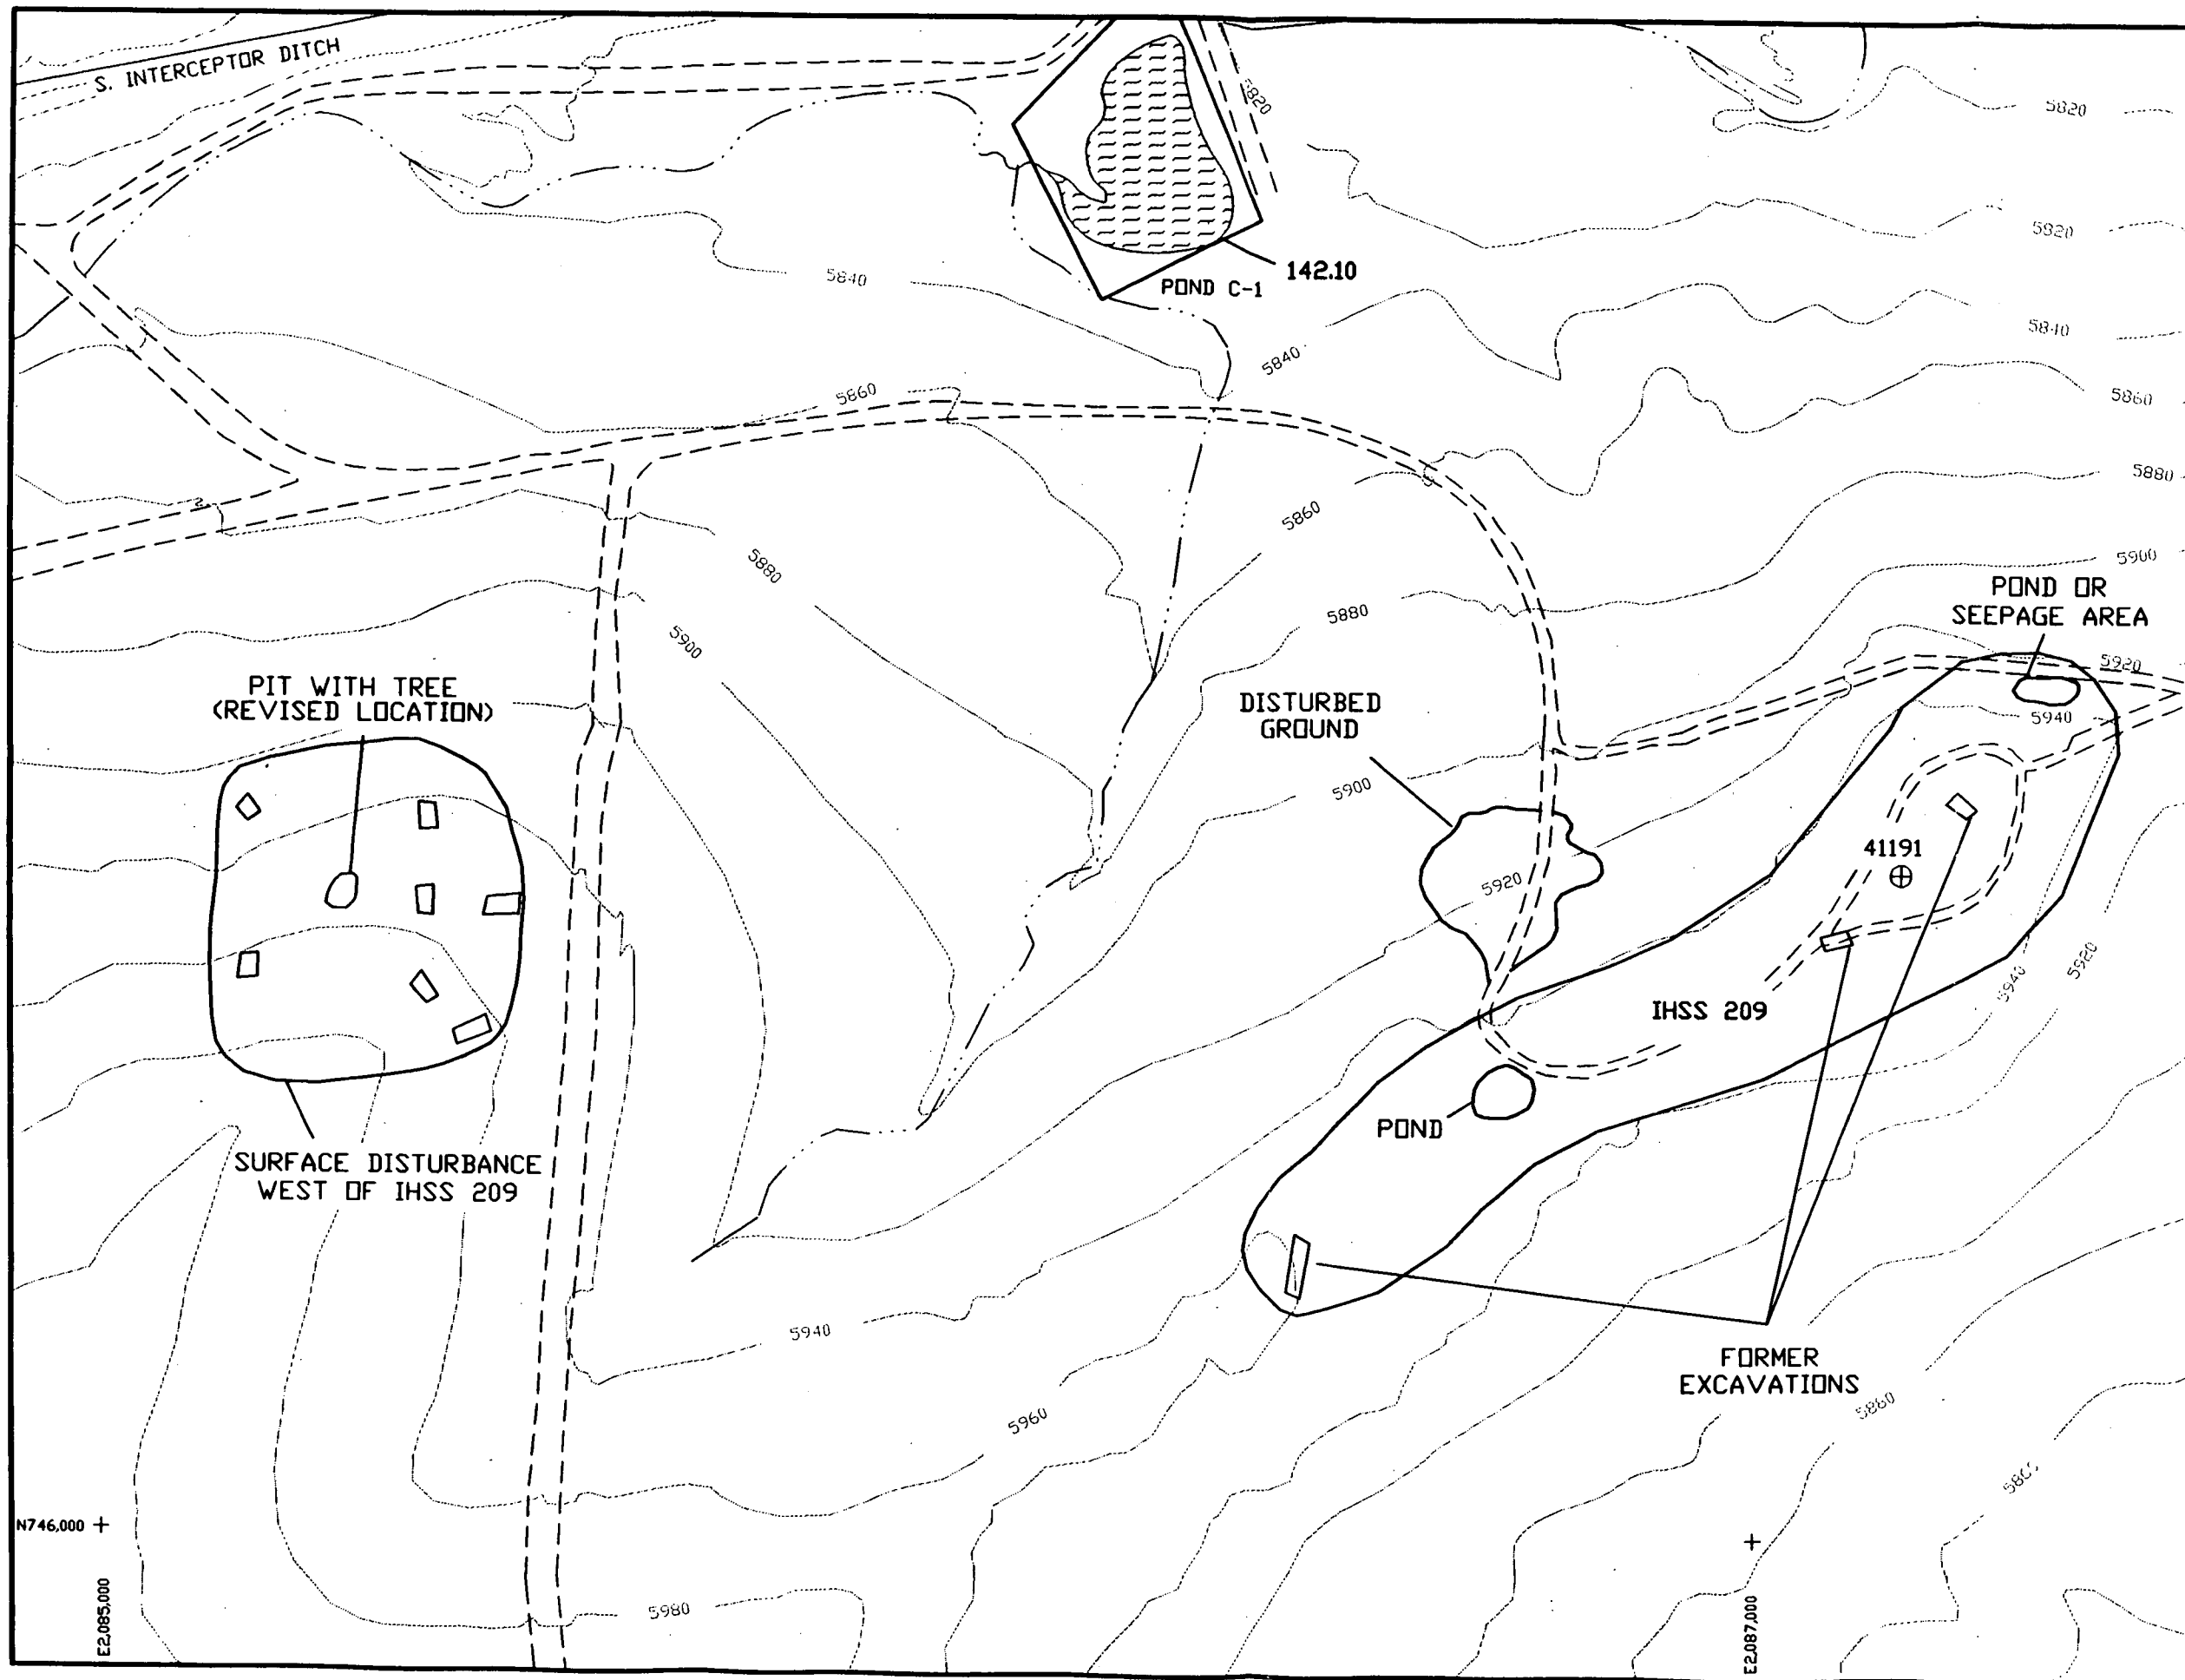 S. INTERCEPTOR DITCH
5820
5820
5820
142.10
POND C-1
5840
5840
5840
5860
5860
5880
5860
5900
5880
5880
POND OR
SEEPAGE AREA
5900
5920
PIT WITH TREE
(REVISED LOCATION)
DISTURBED
GROUND
5940
5900
41191
5920
5920
5940
IHSS 209
POND
SURFACE DISTURBANCE
WEST OF IHSS 209
5940
FORMER
EXCAVATIONS
5960
5860
N746,000
E2,085,000
5980
E2,087,000